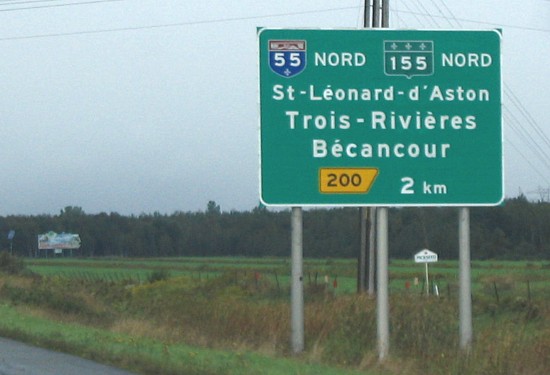 55 NORD 155 NORD
St-Léonard-d'Aston
Trois-Rivières
Bécancour
200 2 km